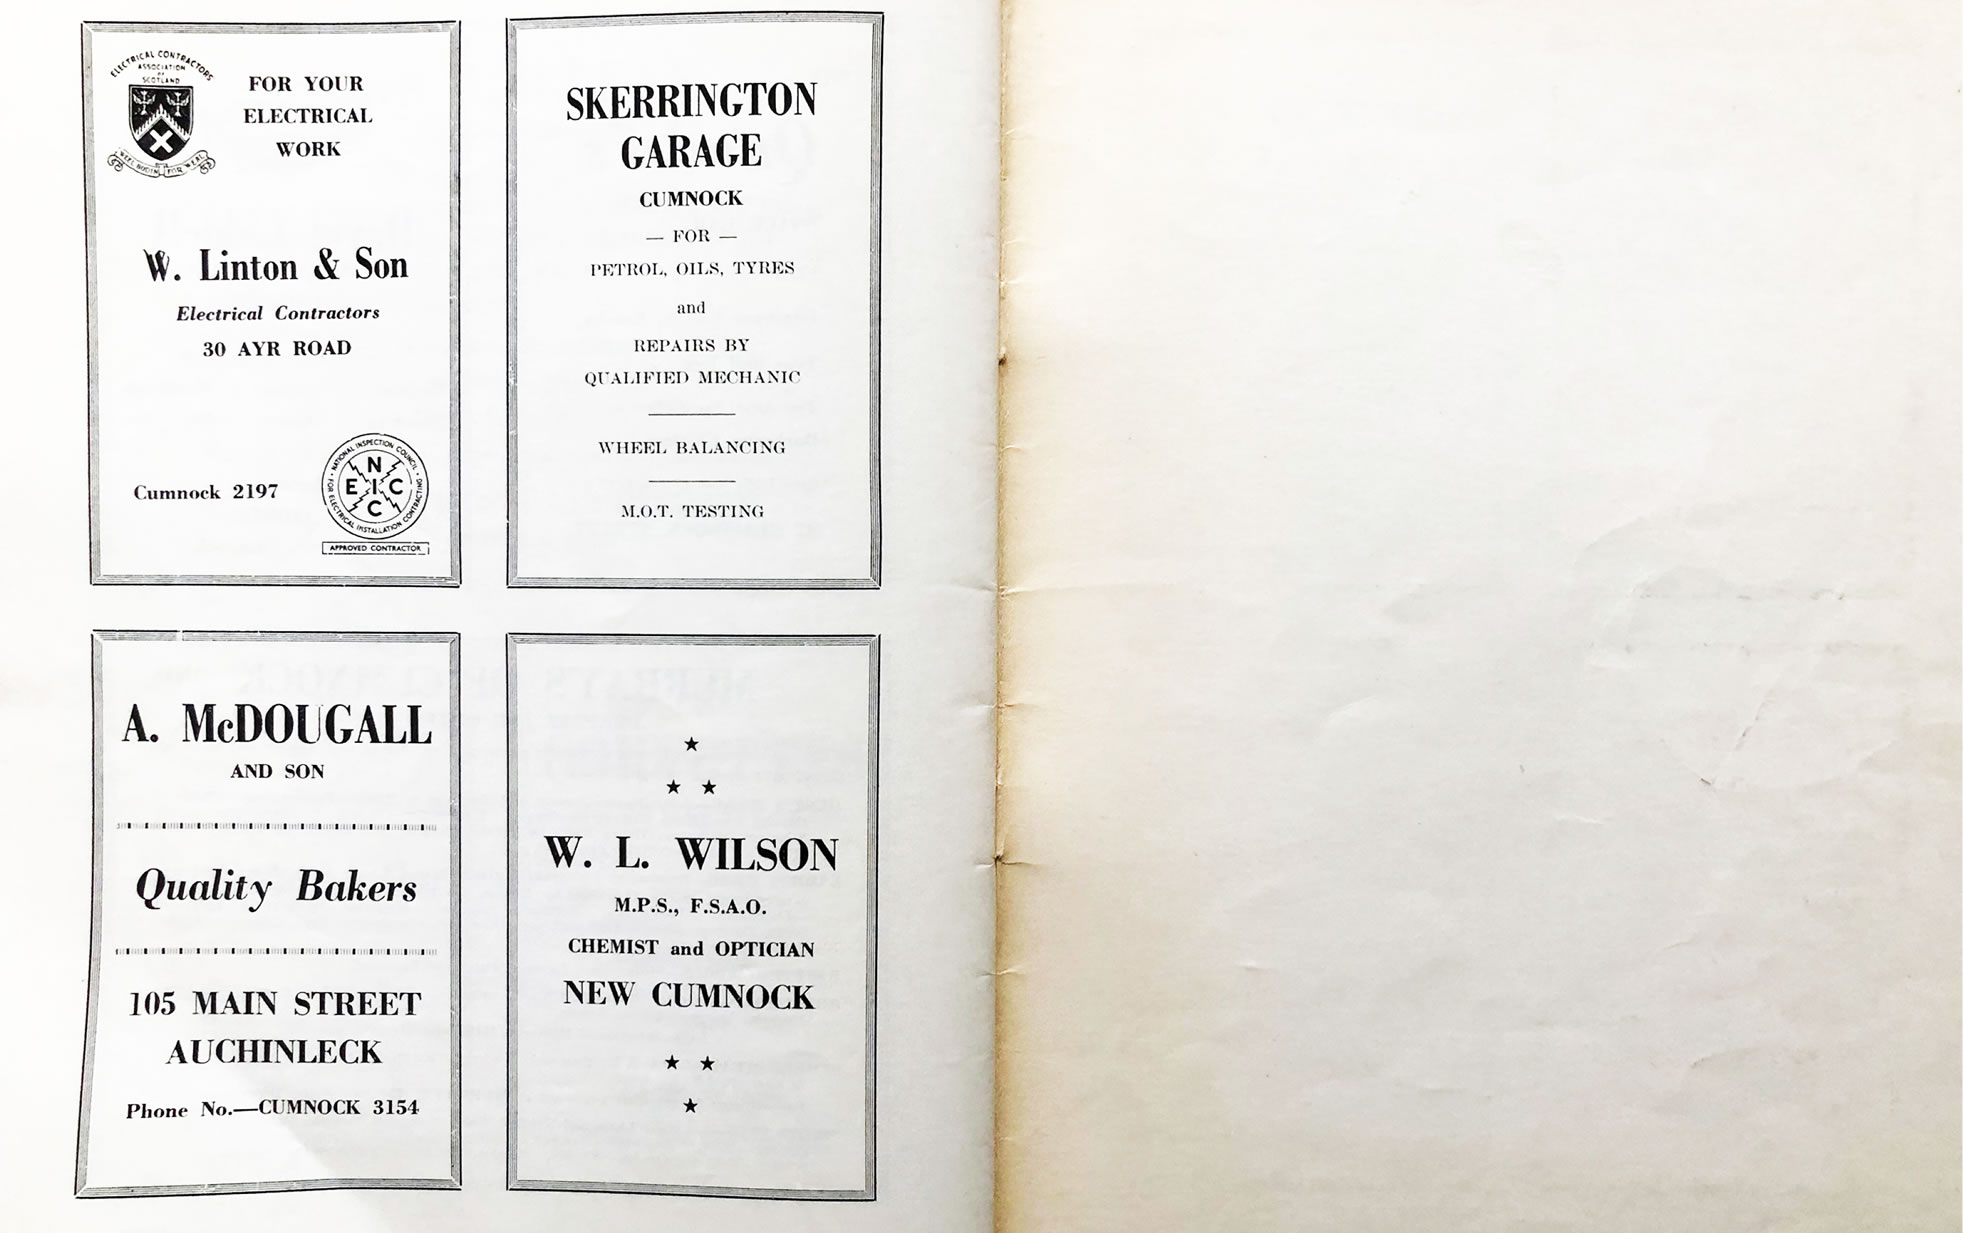 ELECTRICAL CONTRACTORS
ASSOCIATION
OF
SCOTLAND
FOR YOUR
ELECTRICAL
WORK
W. Linton & Son
Electrical Contractors
30 AYR ROAD
Cumnock 2197
NATIONAL INSPECTION COUNCIL
FOR ELECTRICAL INSTALLATION CONTRACTING
N
E I C
C
APPROVED CONTRACTOR
SKERRINGTON
GARAGE
CUMNOCK
— FOR —
PETROL, OILS, TYRES
and
REPAIRS BY
QUALIFIED MECHANIC
WHEEL BALANCING
M.O.T. TESTING
A. McDOUGALL
AND SON
Quality Bakers
105 MAIN STREET
AUCHINLECK
Phone No.—CUMNOCK 3154
W. L. WILSON
M.P.S., F.S.A.O.
CHEMIST and OPTICIAN
NEW CUMNOCK